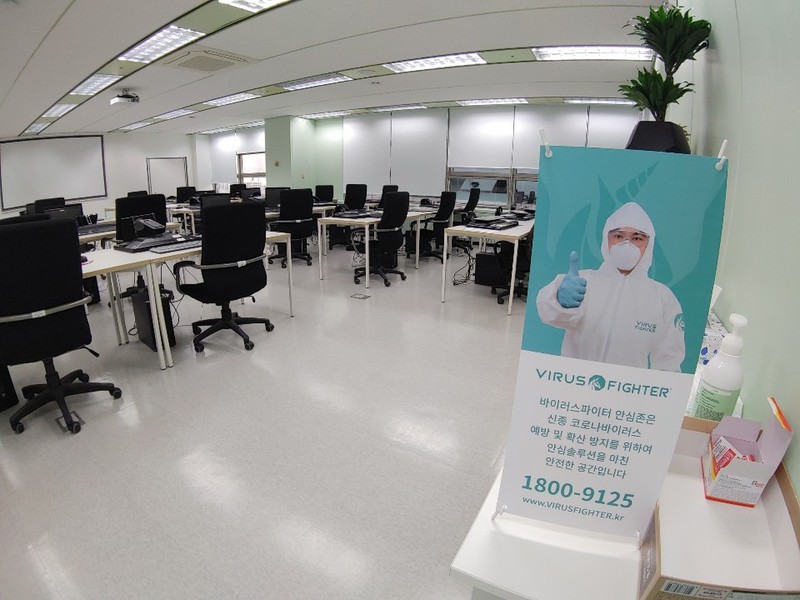 VIRUS
FIGHTER
VIRUS FIGHTER
바이러스파이터 안심존은
신종 코로나바이러스
예방 및 확산 방지를 위하여
안심솔루션을 마친
안전한 공간입니다
1800-9125
www.VIRUSFIGHTER.kr